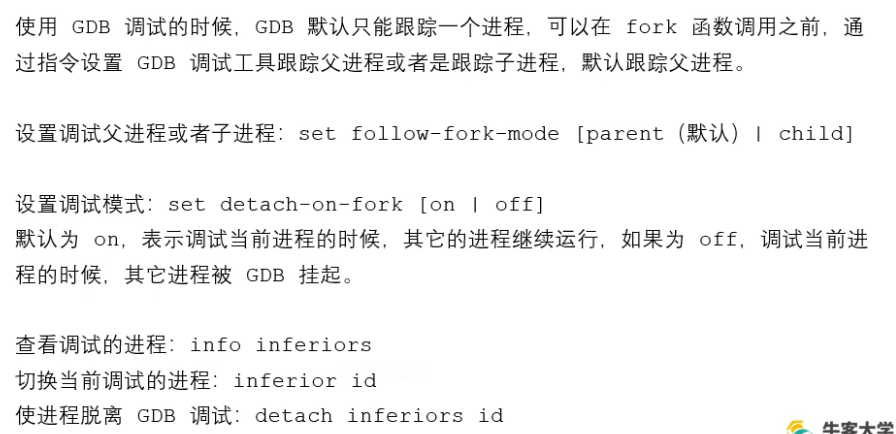 使用 GDB 调试的时候，GDB 默认只能跟踪一个进程，可以在 fork 函数调用之前，通
过指令设置 GDB 调试工具跟踪父进程或者是跟踪子进程，默认跟踪父进程。
设置调试父进程或者子进程：set follow-fork-mode [parent（默认）| child]
设置调试模式：set detach-on-fork [on | off]
默认为 on，表示调试当前进程的时候，其它的进程继续运行，如果为 off，调试当前进
程的时候，其它进程被 GDB 挂起。
查看调试的进程：info inferiors
切换当前调试的进程：inferior id
使进程脱离 GDB 调试：detach inferiors id
牛客大学